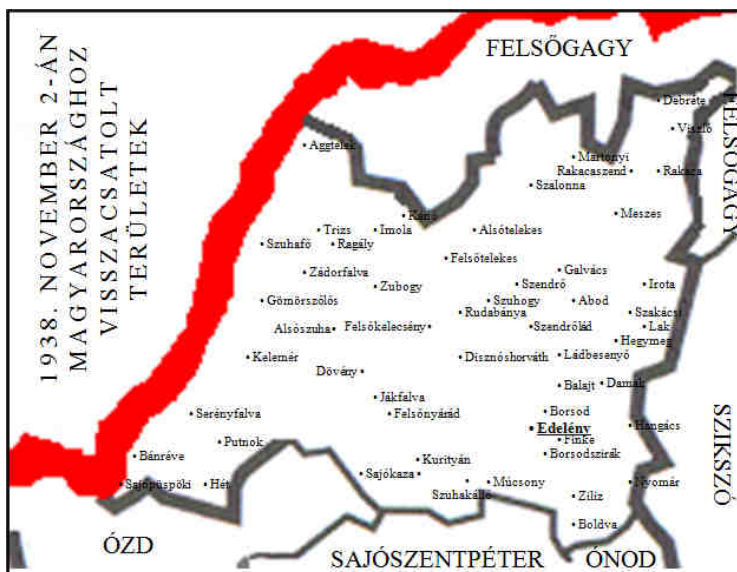 1938. NOVEMBER 2-ÁN
MAGYARORSZÁGHOZ
VISSZACSATOLT
TERÜLETEK
FELSŐGAGY
Debréte
Viszló
FELSŐGAGY
Aggtelek
Martonyi
Rakacaszend
Rakaca
Szalonna
Kánó
Meszes
Trizs
Imola
Alsótelekes
Szuhafő
Ragály
Felsőtelekes
Zádorfalva
Galvács
Zubogy
Szendrő
Irota
Gömörszőlős
Szuhogy
Abod
Rudabánya
Szakácsi
Alsószuha
Felsőkelecsény
Szendrőlád
Lak
Hegymeg
Kelemér
Disznóshorváth
Ládbesenyő
Dövény
Balajt
Damak
Jákfalva
Serényfalva
Felsőnyárád
Borsod
Edelény
Hangács
SZIKSZÓ
Putnok
Finke
Bánréve
Kurityán
Borsodszirák
Sajópüspöki
Hét
Sajókaza
Szuhakálló
Múcsony
Nyomár
Ziliz
Boldva
ÓZD
SAJÓSZENTPÉTER
ÓNOD